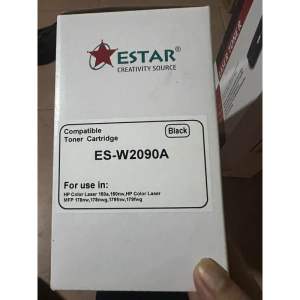 ESTAR®
CREATIVITY SOURCE
Compatible
Toner Cartridge
Black
ES-W2090A
For use in:
HP Color Laser 150a,150nw,HP Color Laser
MFP 178nw,178nwg,179fnw,179fwg
TONER